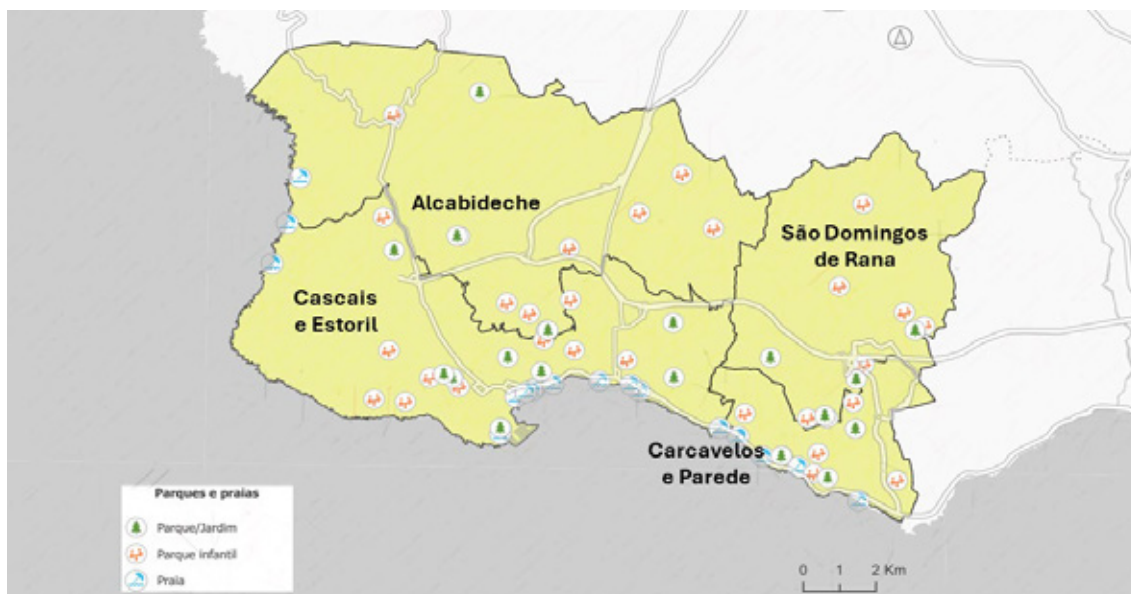 Alcabideche
São Domingos
de Rana
Cascais
e Estoril
Carcavelos
e Parede
Parques e praias
Parque/Jardim
Parque infantil
Praia
0 1 2 Km